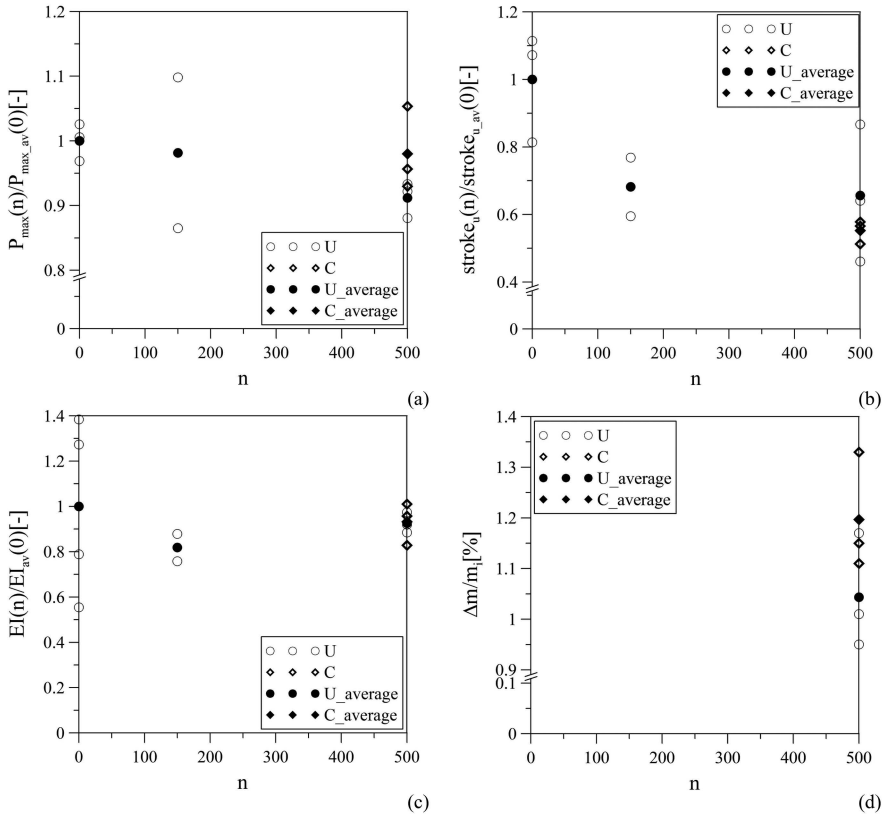 P_max(n)/P_max_av(0)[-]
1.2
1.1
1
0.9
0.8
0
0 100 200 300 400 500
n
U
C
U_average
C_average
(a)
stroke_u(n)/stroke_u_av(0)[-]
1.2
1
0.8
0.6
0.4
0
0 100 200 300 400 500
n
U
C
U_average
C_average
(b)
EI(n)/EI_av(0)[-]
1.4
1.2
1
0.8
0.6
0.4
0.2
0
0 100 200 300 400 500
n
U
C
U_average
C_average
(c)
Δm/m_i[%]
1.4
1.3
1.2
1.1
1.0
0.9
0.1
0
0 100 200 300 400 500
n
U
C
U_average
C_average
(d)